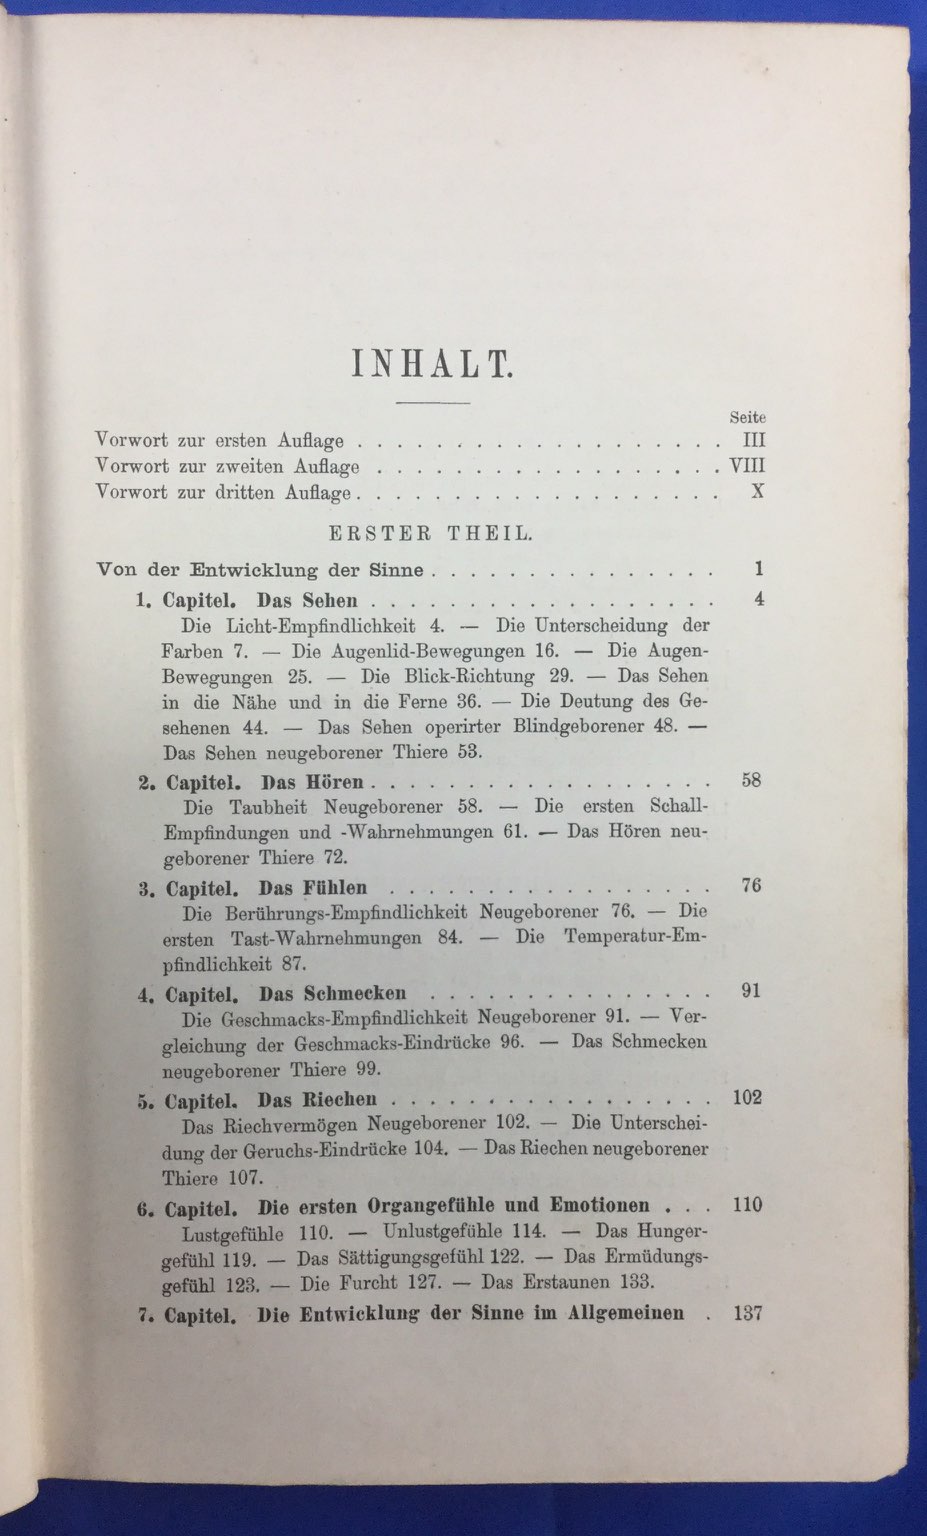 INHALT.
Seite
Vorwort zur ersten Auflage . . . . . . . . . . . . . . . . . . . III
Vorwort zur zweiten Auflage . . . . . . . . . . . . . . . . . . VIII
Vorwort zur dritten Auflage . . . . . . . . . . . . . . . . . . . X
ERSTER THEIL.
Von der Entwicklung der Sinne . . . . . . . . . . . . . . . 1
1. Capitel. Das Sehen . . . . . . . . . . . . . . . . . . 4
Die Licht-Empfindlichkeit 4. — Die Unterscheidung der
Farben 7. — Die Augenlid-Bewegungen 16. — Die Augen-
Bewegungen 25. — Die Blick-Richtung 29. — Das Sehen
in die Nähe und in die Ferne 36. — Die Deutung des Ge-
sehenen 44. — Das Sehen operirter Blindgeborener 48. —
Das Sehen neugeborener Thiere 53.
2. Capitel. Das Hören . . . . . . . . . . . . . . . . . . 58
Die Taubheit Neugeborener 58. — Die ersten Schall-
Empfindungen und -Wahrnehmungen 61. — Das Hören neu-
geborener Thiere 72.
3. Capitel. Das Fühlen . . . . . . . . . . . . . . . . . 76
Die Berührungs-Empfindlichkeit Neugeborener 76. — Die
ersten Tast-Wahrnehmungen 84. — Die Temperatur-Em-
pfindlichkeit 87.
4. Capitel. Das Schmecken . . . . . . . . . . . . . . . 91
Die Geschmacks-Empfindlichkeit Neugeborener 91. — Ver-
gleichung der Geschmacks-Eindrücke 96. — Das Schmecken
neugeborener Thiere 99.
5. Capitel. Das Riechen . . . . . . . . . . . . . . . . . 102
Das Riechvermögen Neugeborener 102. — Die Unterschei-
dung der Geruchs-Eindrücke 104. — Das Riechen neugeborener
Thiere 107.
6. Capitel. Die ersten Organgefühle und Emotionen . . . 110
Lustgefühle 110. — Unlustgefühle 114. — Das Hunger-
gefühl 119. — Das Sättigungsgefühl 122. — Das Ermüdungs-
gefühl 123. — Die Furcht 127. — Das Erstaunen 133.
7. Capitel. Die Entwicklung der Sinne im Allgemeinen . 137